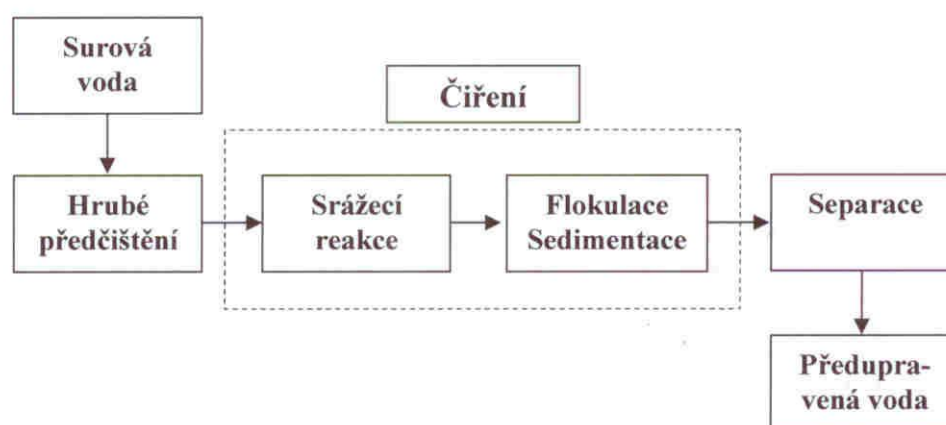 Surová
voda
Čiření
Hrubé
předčištění
Srážecí
reakce
Flokulace
Sedimentace
Separace
Předupra-
vená voda